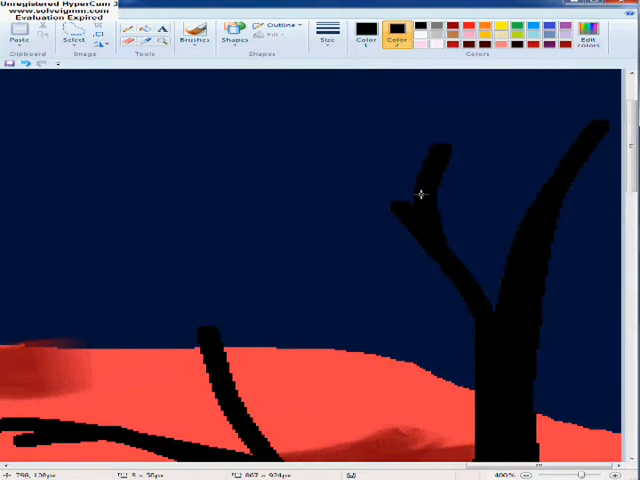 Unregistered HyperCam 3
www.solveigmm.com
Evaluation Expired
Paste
Select
Brushes
Shapes
Outline
Fill
Size
Color 1
Color 2
Edit colors
Clipboard
Image
Tools
Shapes
Colors
400%